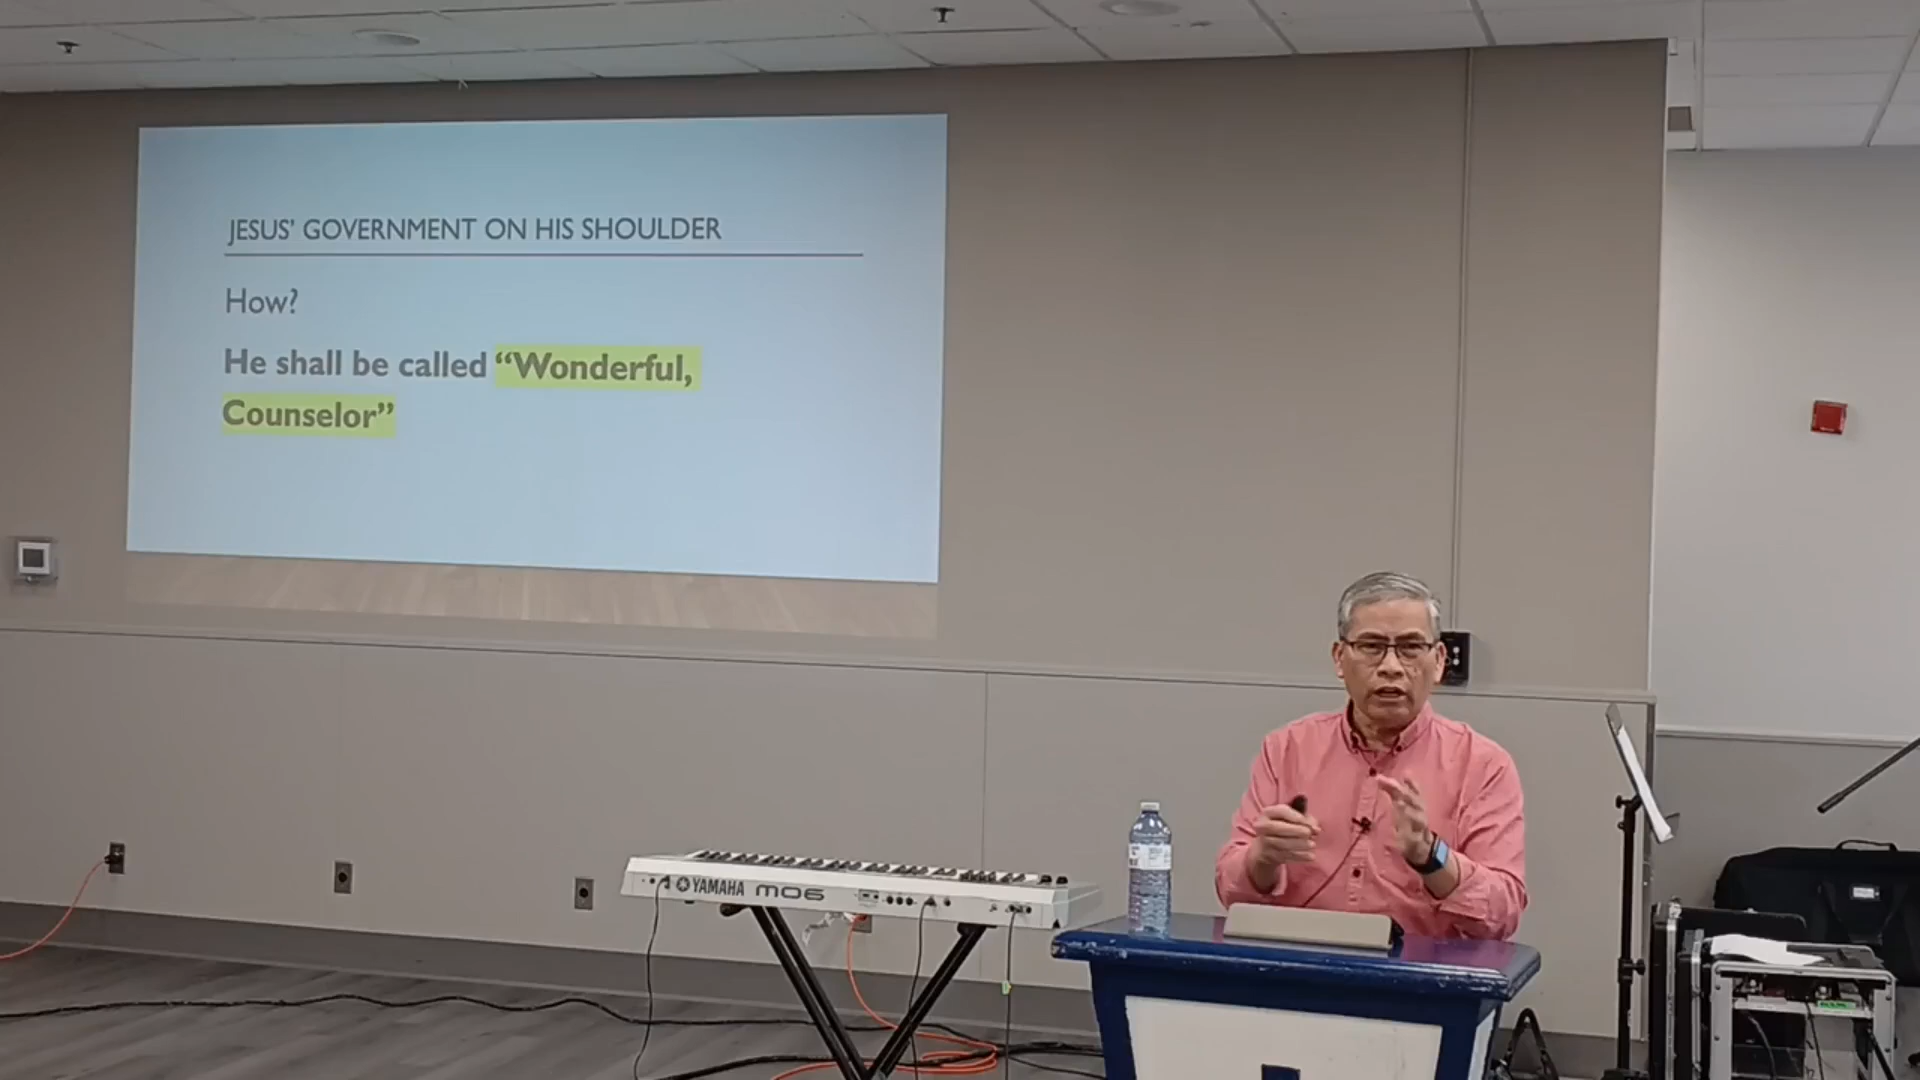 JESUS' GOVERNMENT ON HIS SHOULDER
How?
He shall be called “Wonderful,
Counselor”
YAMAHA MO6